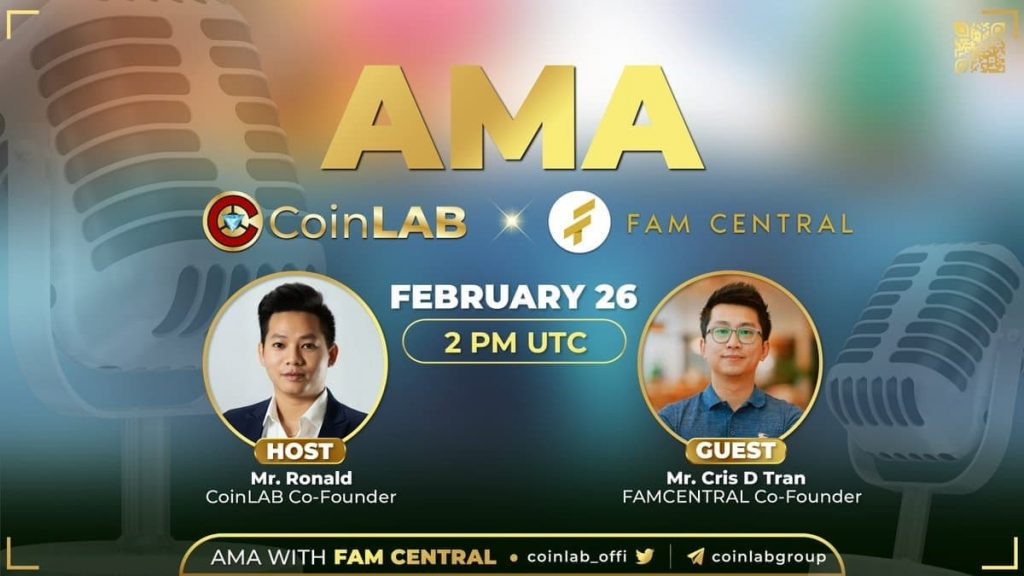 AMA
CoinLAB FAM CENTRAL
FEBRUARY 26
2 PM UTC
HOST
Mr. Ronald
CoinLAB Co-Founder
GUEST
Mr. Cris D Tran
FAMCENTRAL Co-Founder
AMA WITH FAM CENTRAL • coinlab_offi | coinlabgroup